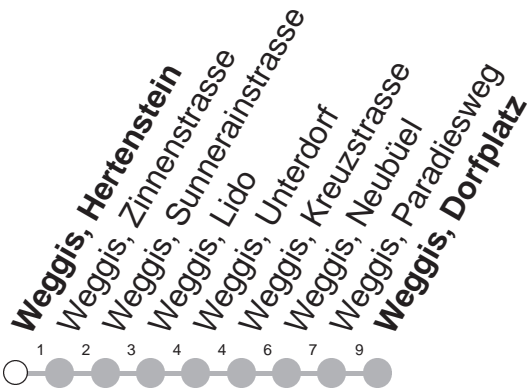 Weggis, Hertenstein
Weggis, Zinnenstrasse
Weggis, Sunnerainstrasse
Weggis, Lido
Weggis, Unterdorf
Weggis, Kreuzstrasse
Weggis, Neubüel
Weggis, Paradiesweg
Weggis, Dorfplatz
1 2 3 4 4 6 7 9